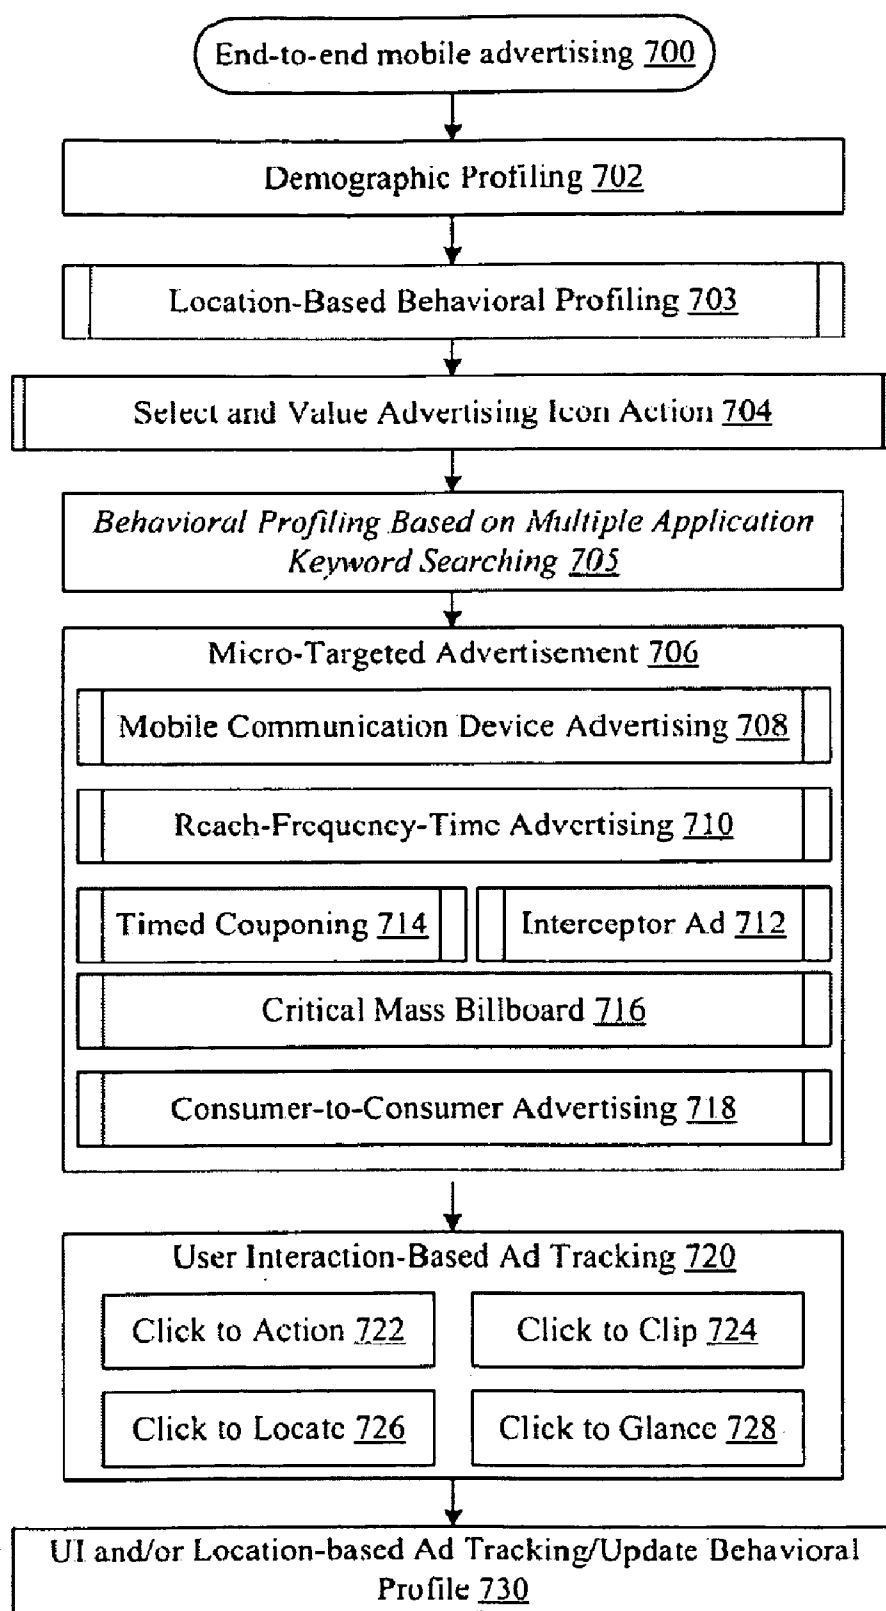 End-to-end mobile advertising 700
Demographic Profiling 702
Location-Based Behavioral Profiling 703
Select and Value Advertising Icon Action 704
Behavioral Profiling Based on Multiple Application
Keyword Searching 705
Micro-Targeted Advertisement 706
Mobile Communication Device Advertising 708
Reach-Frequency-Time Advertising 710
Timed Couponing 714
Interceptor Ad 712
Critical Mass Billboard 716
Consumer-to-Consumer Advertising 718
User Interaction-Based Ad Tracking 720
Click to Action 722
Click to Clip 724
Click to Locate 726
Click to Glance 728
UI and/or Location-based Ad Tracking/Update Behavioral
Profile 730